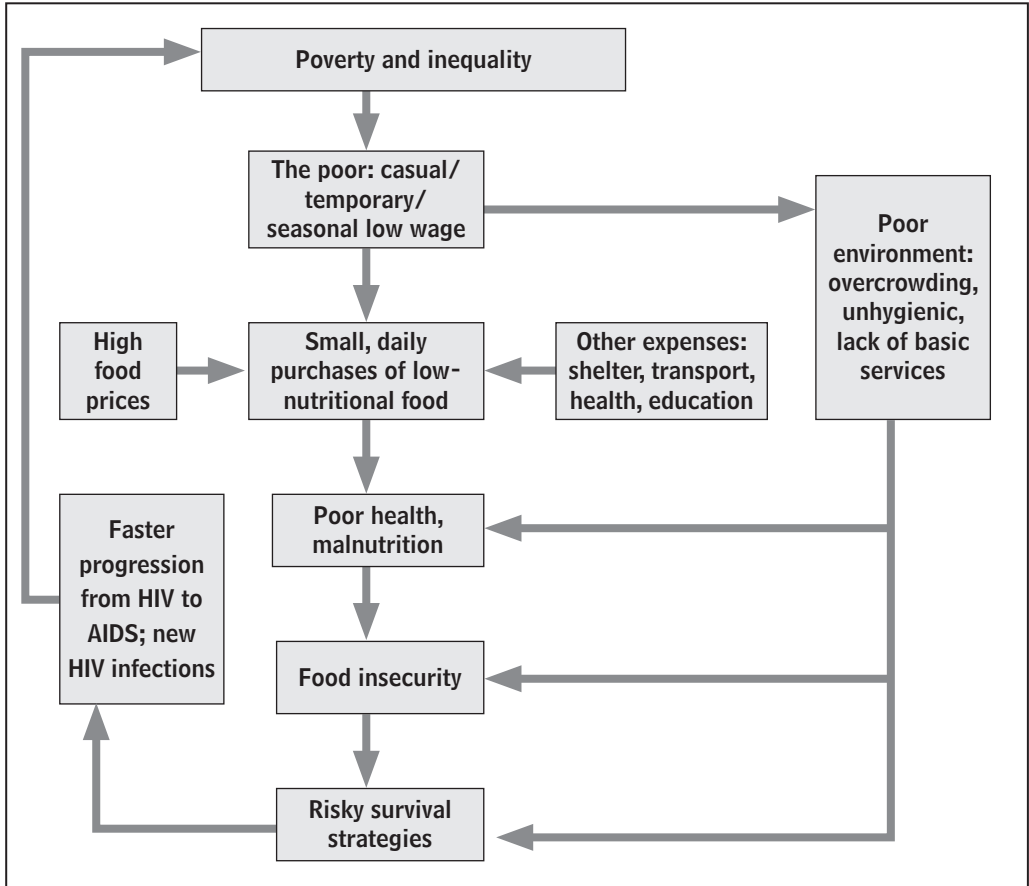 Poverty and inequality
The poor: casual/
temporary/
seasonal low wage
Poor
environment:
overcrowding,
unhygienic,
lack of basic
services
High
food
prices
Small, daily
purchases of low-
nutritional food
Other expenses:
shelter, transport,
health, education
Poor health,
malnutrition
Faster
progression
from HIV to
AIDS; new
HIV infections
Food insecurity
Risky survival
strategies